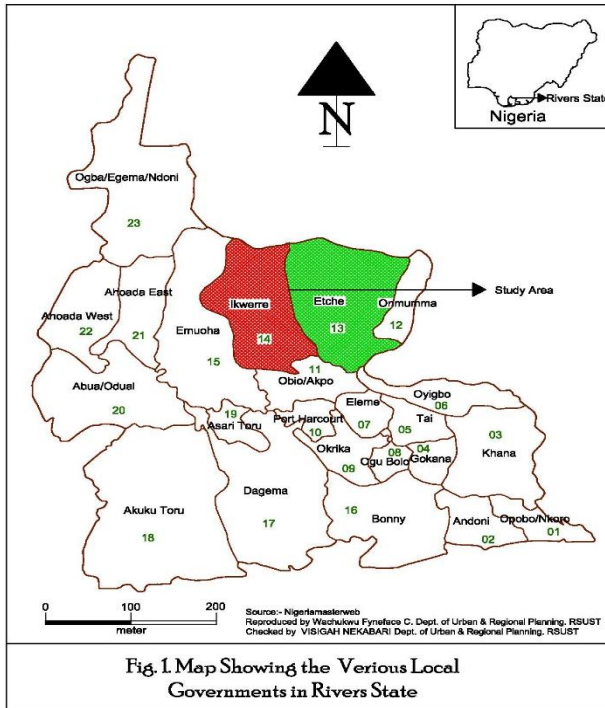 Rivers State
Nigeria
N
Ogba/Egema/Ndoni
23
Ahoada East
Ahoada West
22
21
Emuoha
15
Ikwerre
14
Etche
13
Study Area
Onmumma
12
11
Obio/Akpo
Abua/Odual
20
19
Asari Toru
Port Harcourt
10
Eleme
07
Oyigbo
06
Tai
05
03
Khana
Okrika
09
08
Ogu Bolo
04
Gokana
Akuku Toru
18
Dagema
17
16
Bonny
Andoni
02
Opobo/Nkoro
01
0 100 200
meter
Source:- Nigeriamasterweb
Reproduced by Wachukwu Fyneface C. Dept. of Urban & Regional Planning. RSUST
Checked by VISIGAH NEKABARI Dept. of Urban & Regional Planning. RSUST
Fig. 1. Map Showing the Verious Local
Governments in Rivers State